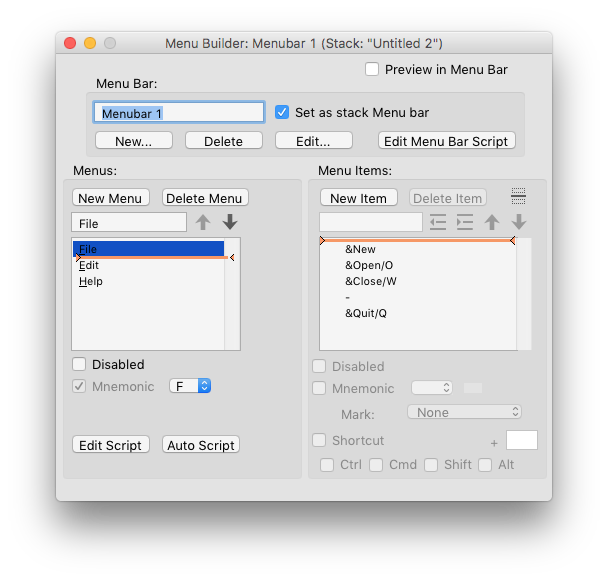 Menu Builder: Menubar 1 (Stack: "Untitled 2")
Preview in Menu Bar
Menu Bar:
Menubar 1
Set as stack Menu bar
New...
Delete
Edit...
Edit Menu Bar Script
Menus:
New Menu
Delete Menu
File
File
Edit
Help
Disabled
Mnemonic
F
Edit Script
Auto Script
Menu Items:
New Item
Delete Item
&New
&Open/O
&Close/W
-
&Quit/Q
Disabled
Mnemonic
Mark:
None
Shortcut
+
Ctrl
Cmd
Shift
Alt